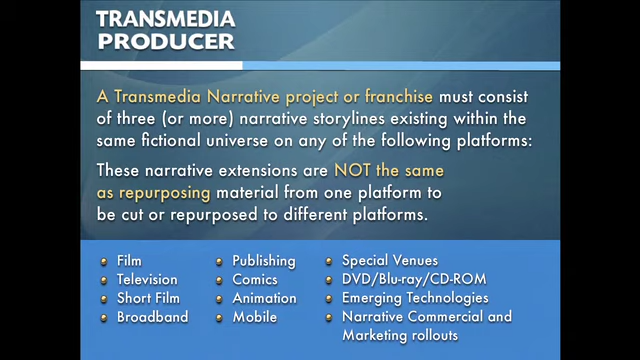 TRANSMEDIA
PRODUCER
A Transmedia Narrative project or franchise must consist
of three (or more) narrative storylines existing within the
same fictional universe on any of the following platforms:
These narrative extensions are NOT the same
as repurposing material from one platform to
be cut or repurposed to different platforms.
Film
Television
Short Film
Broadband
Publishing
Comics
Animation
Mobile
Special Venues
DVD/Blu-ray/CD-ROM
Emerging Technologies
Narrative Commercial and
Marketing rollouts